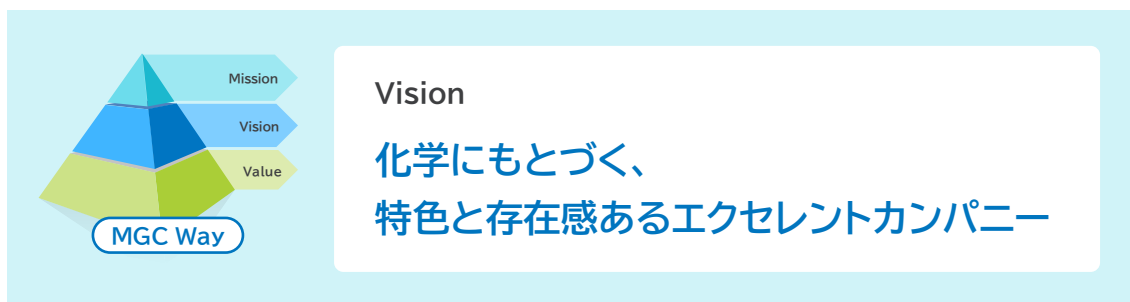 Mission
Vision
Value
MGC Way
Vision
化学にもとづく、
特色と存在感あるエクセレントカンパニー